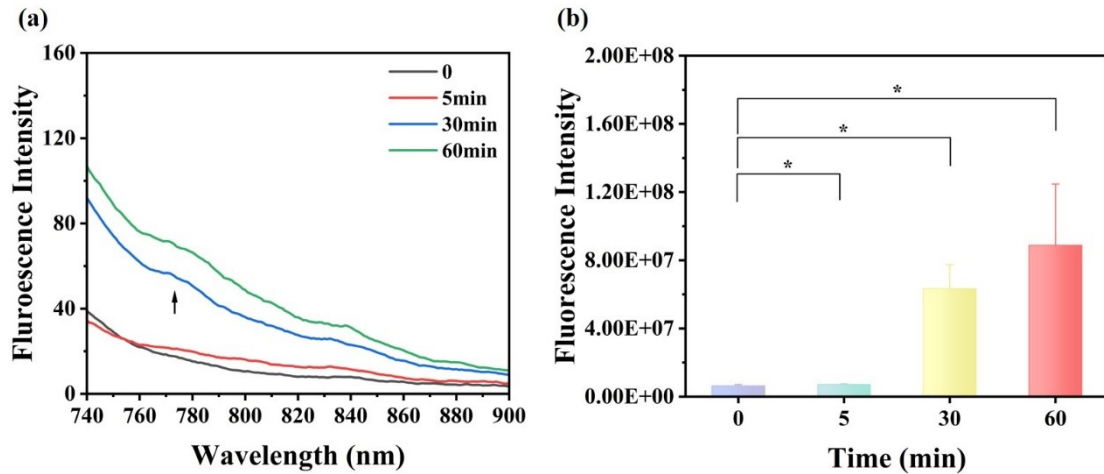 (a)
160
120
80
40
0
Fluroescence Intensity
0
5min
30min
60min
740 760 780 800 820 840 860 880 900
Wavelength (nm)
(b)
2.00E+08
1.60E+08
1.20E+08
8.00E+07
4.00E+07
0.00E+00
Fluorescence Intensity
*
*
*
0 5 30 60
Time (min)